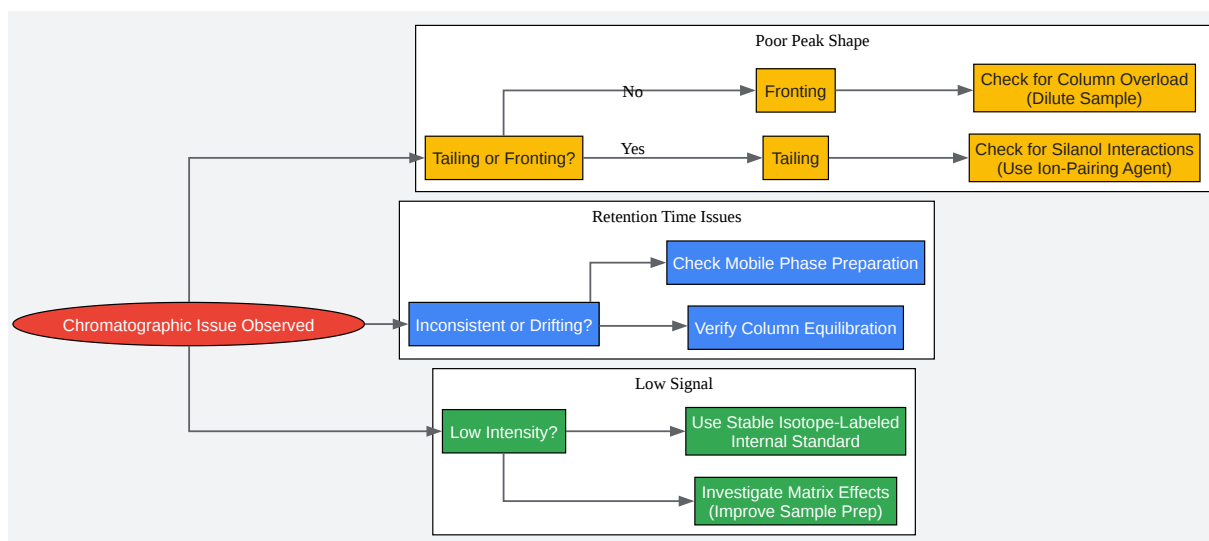 Poor Peak Shape
No
Fronting
Check for Column Overload
(Dilute Sample)
Tailing or Fronting?
Yes
Tailing
Check for Silanol Interactions
(Use Ion-Pairing Agent)
Retention Time Issues
Check Mobile Phase Preparation
Chromatographic Issue Observed
Inconsistent or Drifting?
Verify Column Equilibration
Low Signal
Low Intensity?
Use Stable Isotope-Labeled
Internal Standard
Investigate Matrix Effects
(Improve Sample Prep)